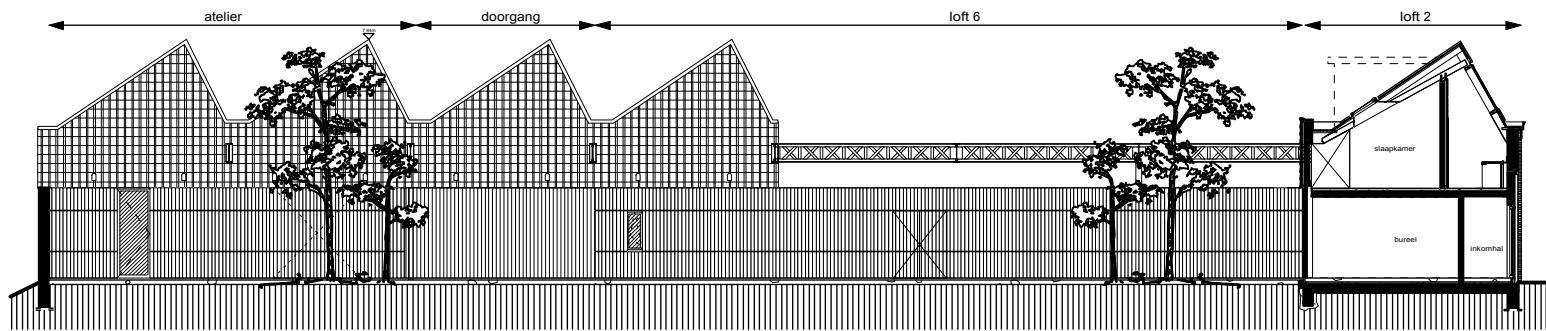 atelier
doorgang
loft 6
loft 2
slaapkamer
bureel
inkomhal